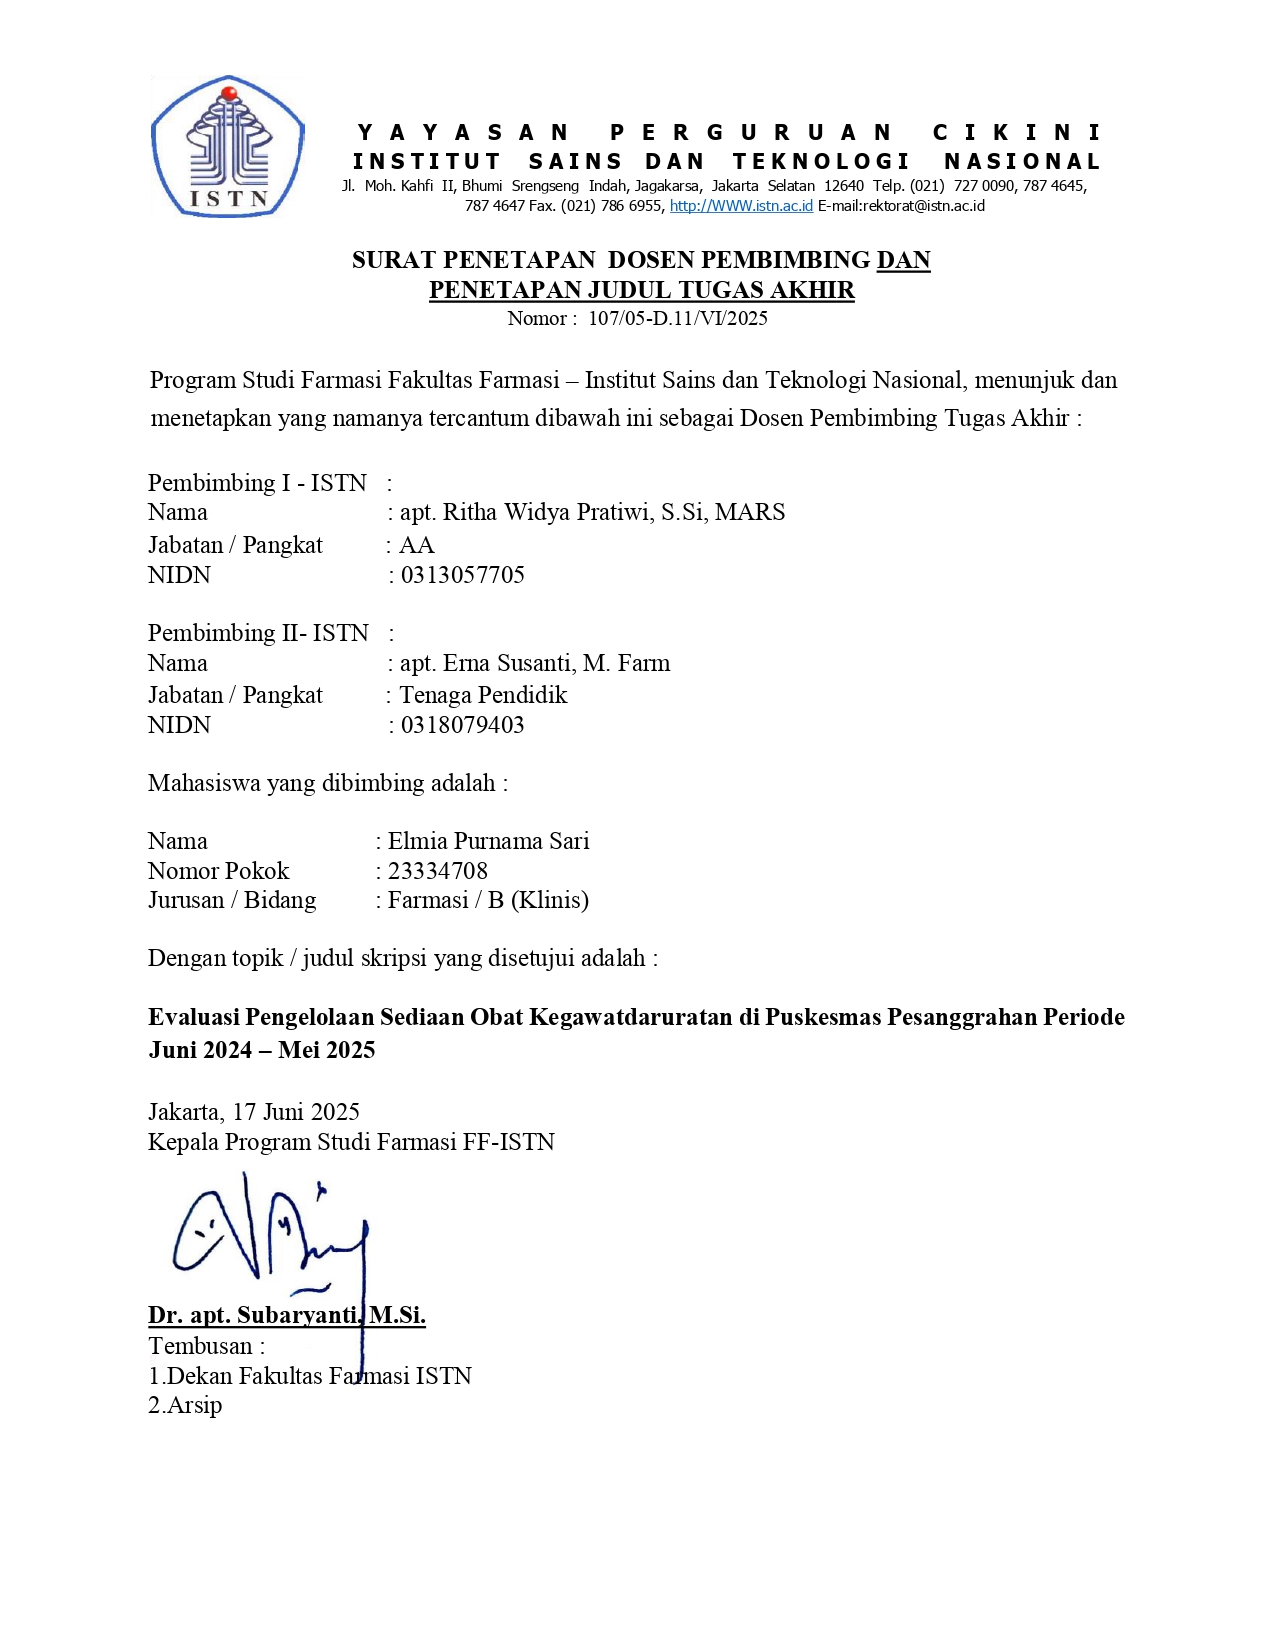 ISTN
YAYASAN PERGURUAN CIKINI
INSTITUT SAINS DAN TEKNOLOGI NASIONAL
Jl. Moh. Kahfi II, Bhumi Srengseng Indah, Jagakarsa, Jakarta Selatan 12640 Telp. (021) 727 0090, 787 4645,
787 4647 Fax. (021) 786 6955, http://WWW.istn.ac.id E-mail:rektorat@istn.ac.id
SURAT PENETAPAN DOSEN PEMBIMBING DAN
PENETAPAN JUDUL TUGAS AKHIR
Nomor : 107/05-D.11/VI/2025
Program Studi Farmasi Fakultas Farmasi – Institut Sains dan Teknologi Nasional, menunjuk dan
menetapkan yang namanya tercantum dibawah ini sebagai Dosen Pembimbing Tugas Akhir :
Pembimbing I - ISTN :
Nama : apt. Ritha Widya Pratiwi, S.Si, MARS
Jabatan / Pangkat : AA
NIDN : 0313057705
Pembimbing II- ISTN :
Nama : apt. Erna Susanti, M. Farm
Jabatan / Pangkat : Tenaga Pendidik
NIDN : 0318079403
Mahasiswa yang dibimbing adalah :
Nama : Elmia Purnama Sari
Nomor Pokok : 23334708
Jurusan / Bidang : Farmasi / B (Klinis)
Dengan topik / judul skripsi yang disetujui adalah :
Evaluasi Pengelolaan Sediaan Obat Kegawatdaruratan di Puskesmas Pesanggrahan Periode
Juni 2024 – Mei 2025
Jakarta, 17 Juni 2025
Kepala Program Studi Farmasi FF-ISTN
Dr. apt. Subaryanti, M.Si.
Tembusan :
1.Dekan Fakultas Farmasi ISTN
2.Arsip